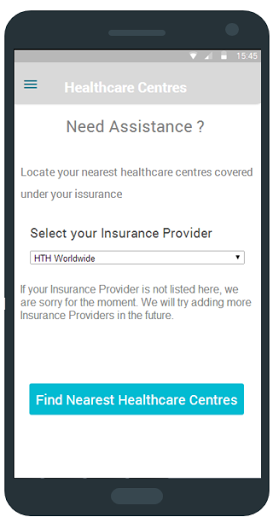 15:45
Healthcare Centres
Need Assistance ?
Locate your nearest healthcare centres covered
under your issurance
Select your Insurance Provider
HTH Worldwide
If your Insurance Provider is not listed here, we
are sorry for the moment. We will try adding more
Insurance Providers in the future.
Find Nearest Healthcare Centres